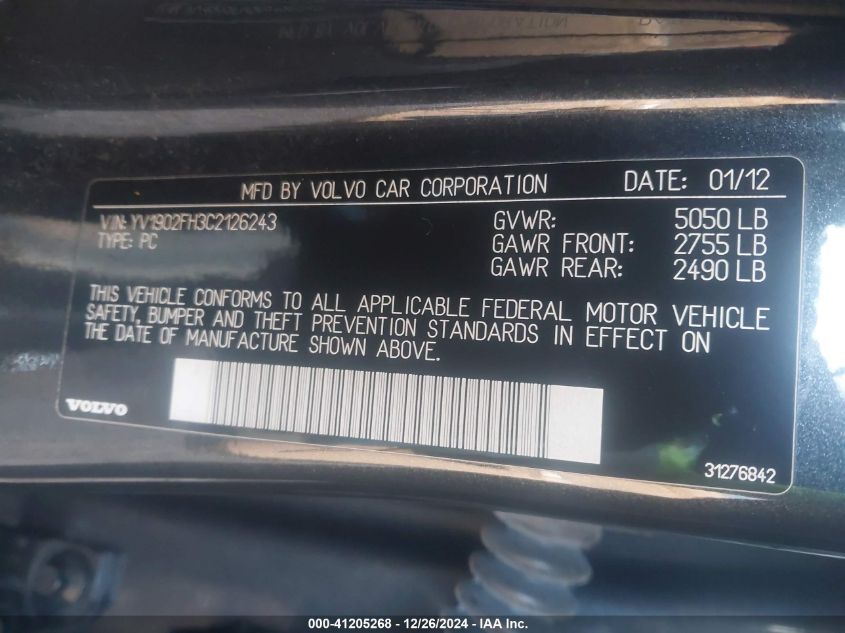 MFD BY VOLVO CAR CORPORATION DATE: 01/12
VIN: YV1902FH3C2126243 GVWR: 5050 LB
TYPE: PC GAWR FRONT: 2755 LB
GAWR REAR: 2490 LB
THIS VEHICLE CONFORMS TO ALL APPLICABLE FEDERAL MOTOR VEHICLE
SAFETY, BUMPER AND THEFT PREVENTION STANDARDS IN EFFECT ON
THE DATE OF MANUFACTURE SHOWN ABOVE.
VOLVO
31276842
000-41205268 - 12/26/2024 - IAA Inc.